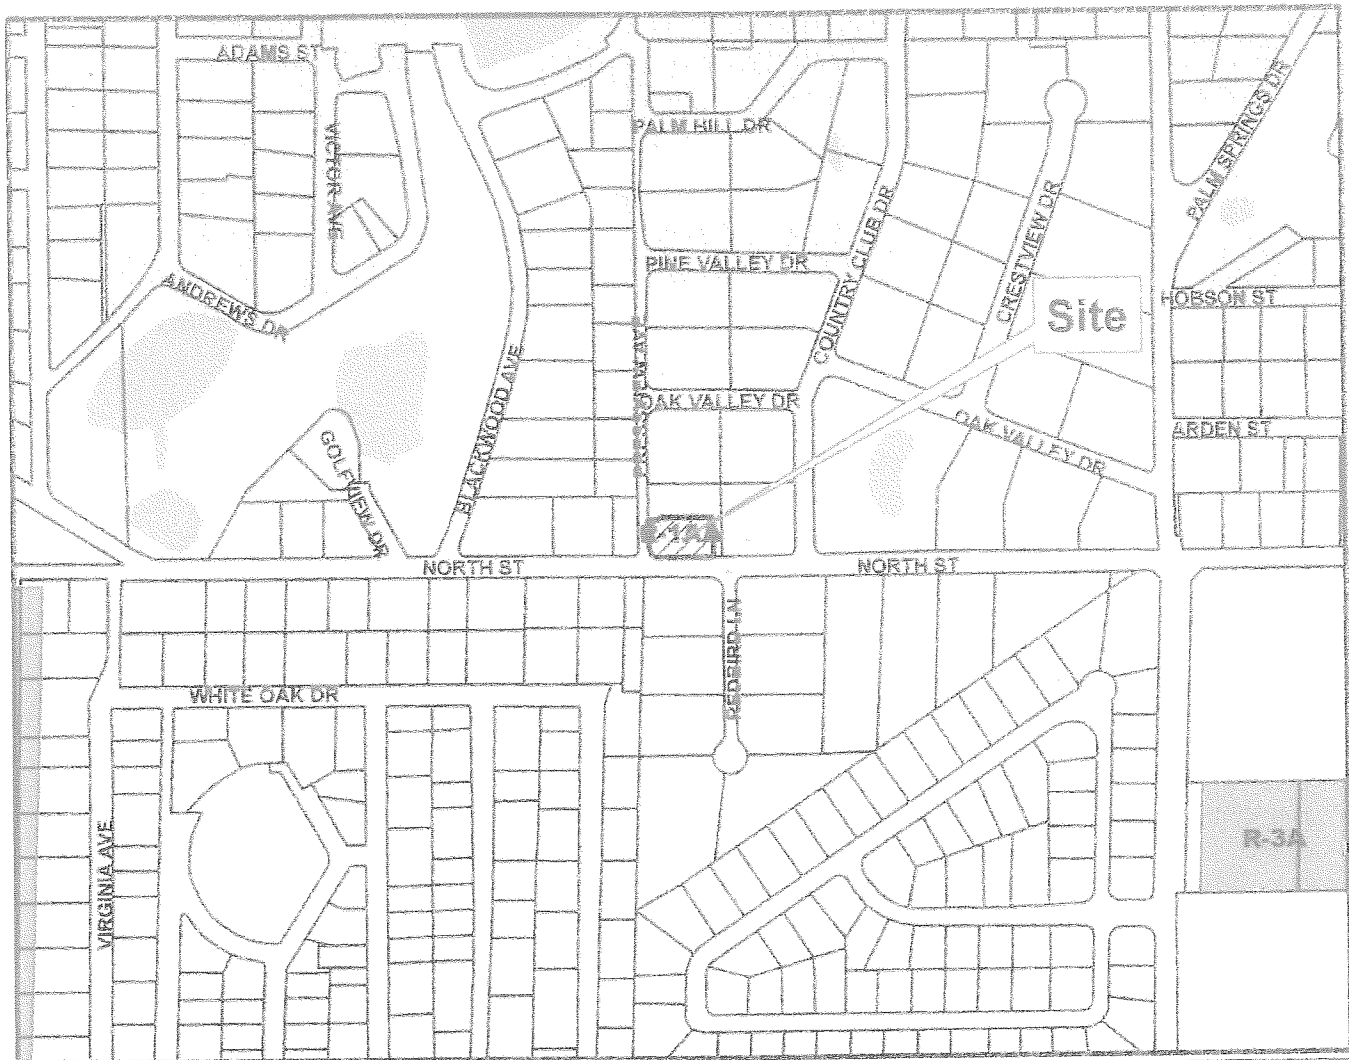 ADAMS ST
VICTOR AVE
PALM HILL DR
PALM SPRINGS DR
ANDREWS DR
PINE VALLEY DR
COUNTRY CLUB DR
CRESTVIEW DR
Site
HOBSON ST
BLACKWOOD AVE
OAK VALLEY DR
OAK VALLEY DR
ARDEN ST
GOLFVIEW DR
NORTH ST
NORTH ST
REDBIRD LN
WHITE OAK DR
VIRGINIA AVE
R-3A